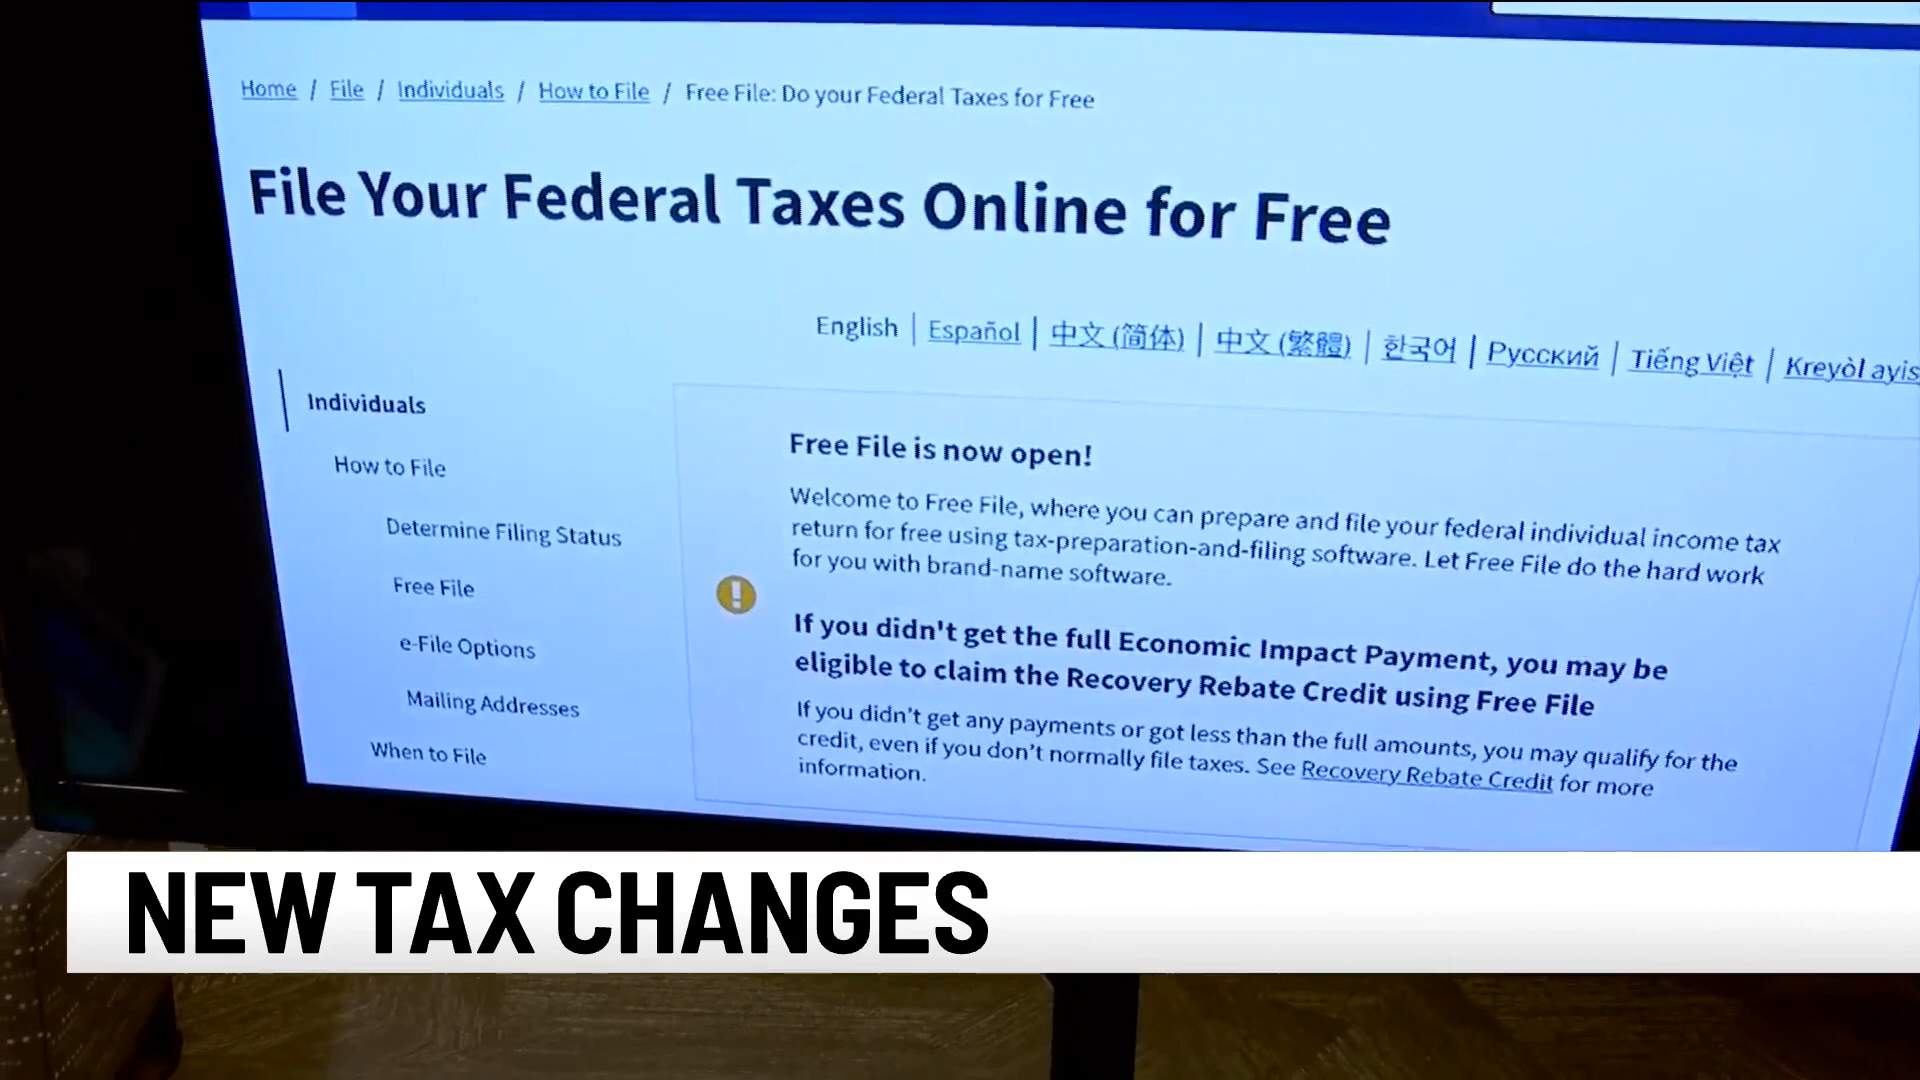 Home / File / Individuals / How to File / Free File: Do your Federal Taxes for Free
File Your Federal Taxes Online for Free
English | Español | 中文 (简体) | 中文 (繁體) | 한국어 | Русский | Tiếng Việt | Kreyòl ayis
Individuals
How to File
Determine Filing Status
Free File
e-File Options
Mailing Addresses
When to File
Free File is now open!
Welcome to Free File, where you can prepare and file your federal individual income tax
return for free using tax-preparation-and-filing software. Let Free File do the hard work
for you with brand-name software.
If you didn't get the full Economic Impact Payment, you may be
eligible to claim the Recovery Rebate Credit using Free File
If you didn't get any payments or got less than the full amounts, you may qualify for the
credit, even if you don't normally file taxes. See Recovery Rebate Credit for more
information.
NEW TAX CHANGES